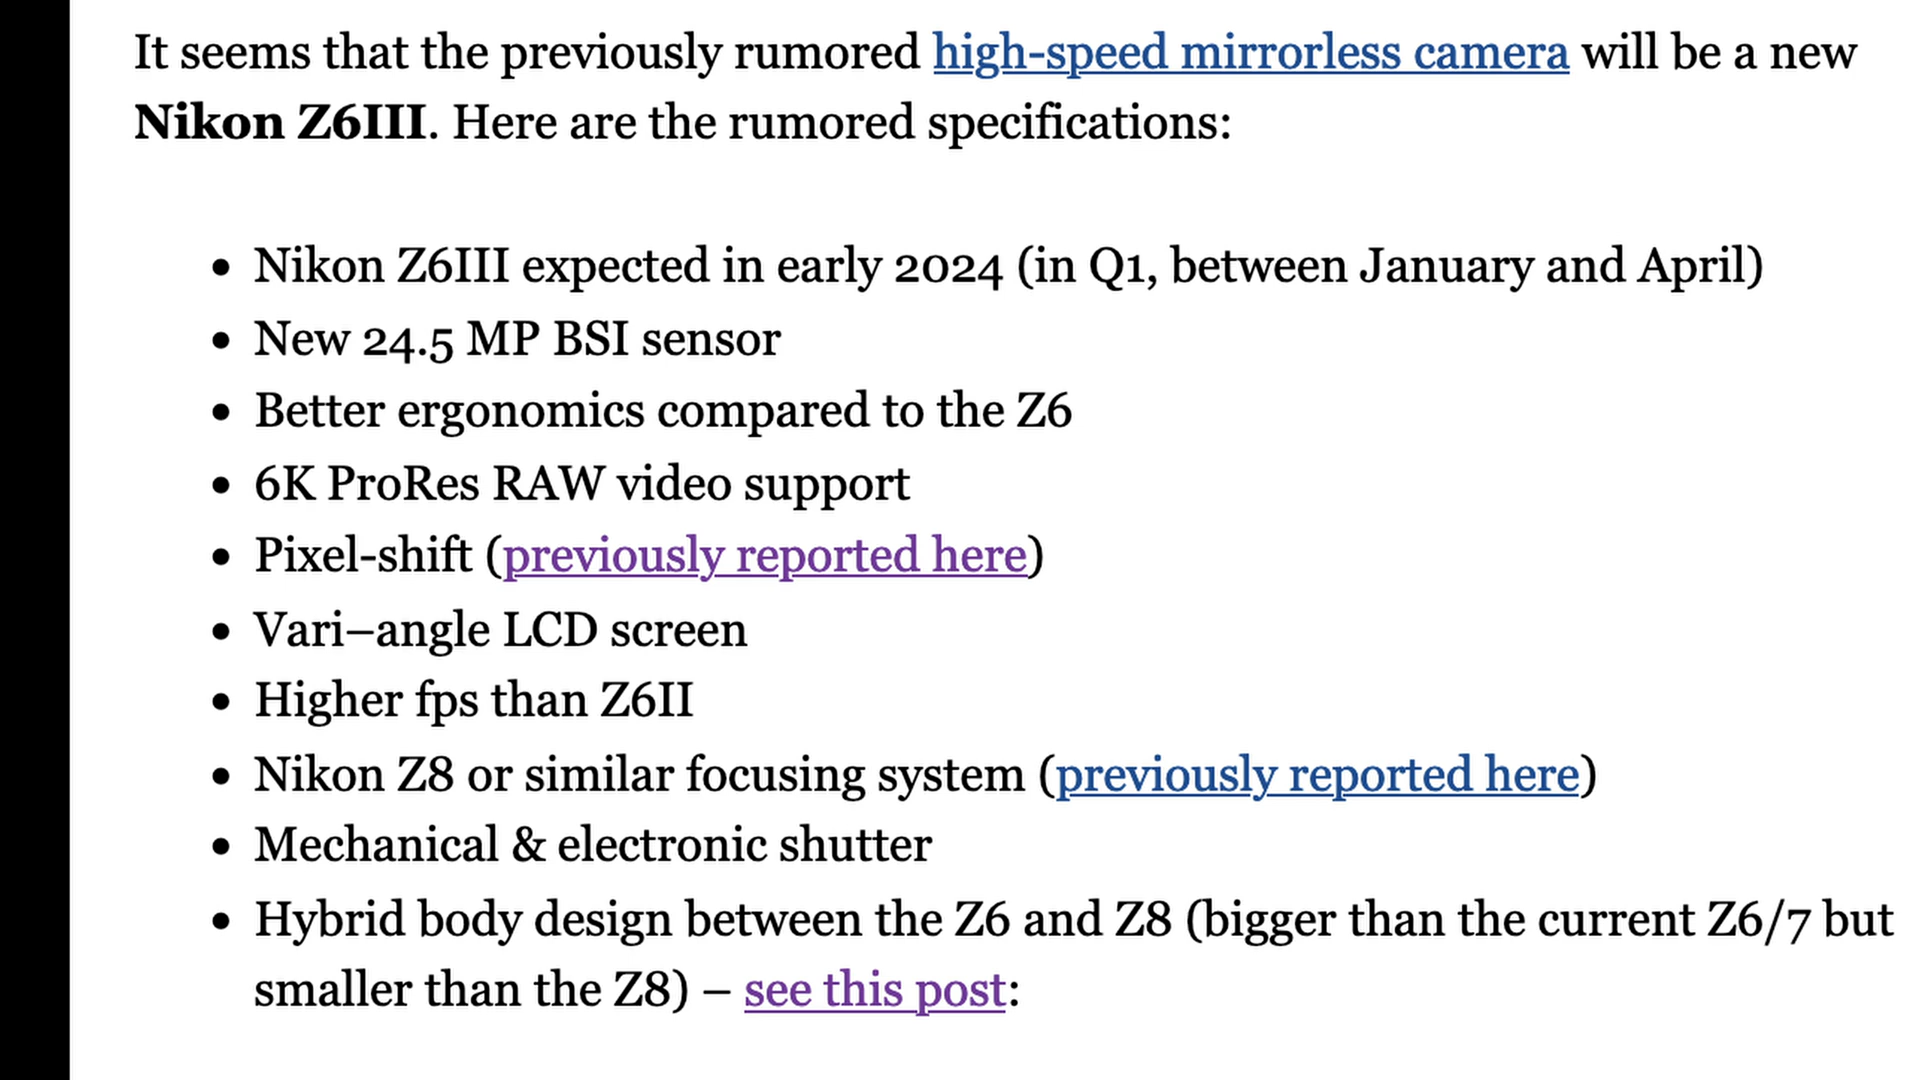 It seems that the previously rumored high-speed mirrorless camera will be a new
Nikon Z6III. Here are the rumored specifications:
• Nikon Z6III expected in early 2024 (in Q1, between January and April)
• New 24.5 MP BSI sensor
• Better ergonomics compared to the Z6
• 6K ProRes RAW video support
• Pixel-shift (previously reported here)
• Vari–angle LCD screen
• Higher fps than Z6II
• Nikon Z8 or similar focusing system (previously reported here)
• Mechanical & electronic shutter
• Hybrid body design between the Z6 and Z8 (bigger than the current Z6/7 but
smaller than the Z8) – see this post: